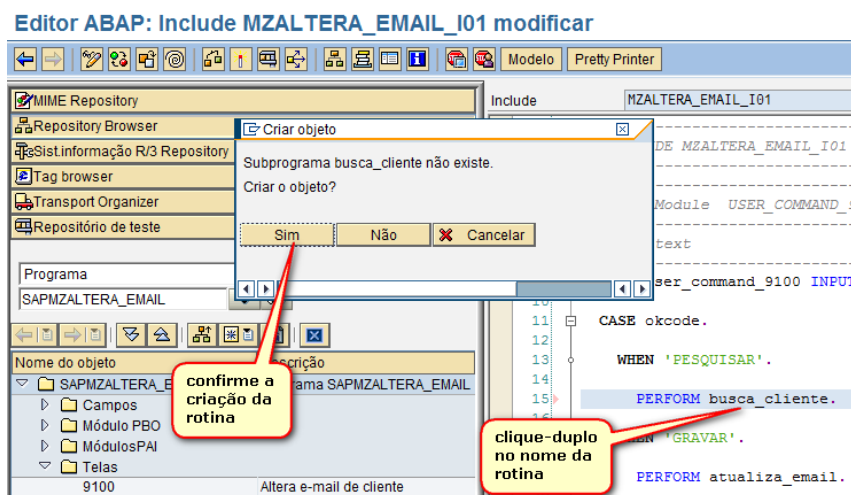 Editor ABAP: Include MZALTERA_EMAIL_I01 modificar
Modelo Pretty Printer
MIME Repository
Repository Browser
Sist.informação R/3 Repository
Tag browser
Transport Organizer
Repositório de teste
Programa
SAPMZALTERA_EMAIL
Nome do objeto
SAPMZALTERA_E rama SAPMZALTERA_EMAIL
Campos
Módulo PBO
MódulosPAI
Telas
9100 Altera e-mail de cliente
Criar objeto
Subprograma busca_cliente não existe.
Criar o objeto?
Sim Não Cancelar
confirme a
criação da
rotina
Include MZALTERA_EMAIL_I01
DE MZALTERA_EMAIL_I01
Module USER_COMMAND_
text
ser_command_9100 INPUT
11 CASE okcode.
12
13 WHEN 'PESQUISAR'.
14
15 PERFORM busca_cliente.
'GRAVAR'.
PERFORM atualiza_email.
clique-duplo
no nome da
rotina